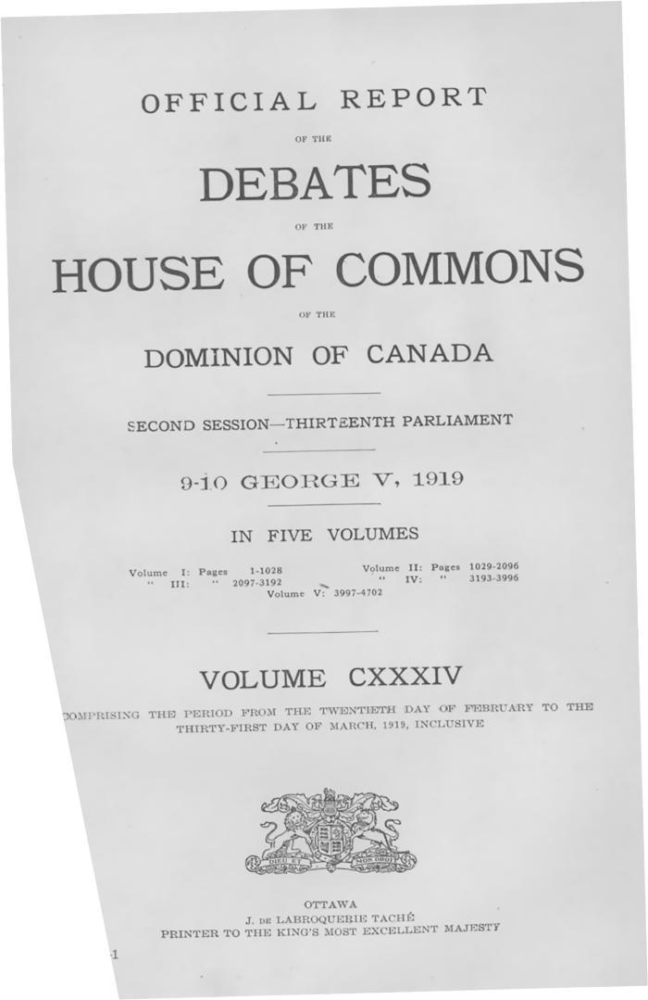 OFFICIAL REPORT
OF THE
DEBATES
OF THE
HOUSE OF COMMONS
OF THE
DOMINION OF CANADA
SECOND SESSION—THIRTEENTH PARLIAMENT
9-10 GEORGE V, 1919
IN FIVE VOLUMES
Volume I: Pages 1-1028 Volume II: Pages 1029-2096
" III: " 2097-3192 " IV: " 3193-3996
Volume V: 3997-4702
VOLUME CXXXIV
COMPRISING THE PERIOD FROM THE TWENTIETH DAY OF FEBRUARY TO THE
THIRTY-FIRST DAY OF MARCH, 1919, INCLUSIVE
DIEU ET MON DROIT
OTTAWA
J. DE LABROQUERIE TACHÉ
PRINTER TO THE KING'S MOST EXCELLENT MAJESTY
-1